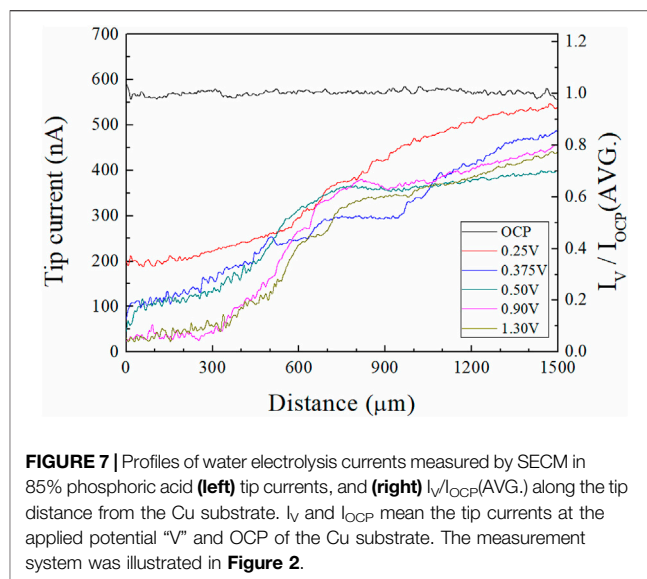 700
600
500
400
300
200
100
0
Tip current (nA)
1.2
1.0
0.8
0.6
0.4
0.2
0.0
I_V / I_OCP(AVG.)
OCP
0.25V
0.375V
0.50V
0.90V
1.30V
0 300 600 900 1200 1500
Distance (μm)
FIGURE 7 | Profiles of water electrolysis currents measured by SECM in
85% phosphoric acid (left) tip currents, and (right) I_V/I_OCP(AVG.) along the tip
distance from the Cu substrate. I_V and I_OCP mean the tip currents at the
applied potential “V” and OCP of the Cu substrate. The measurement
system was illustrated in Figure 2.